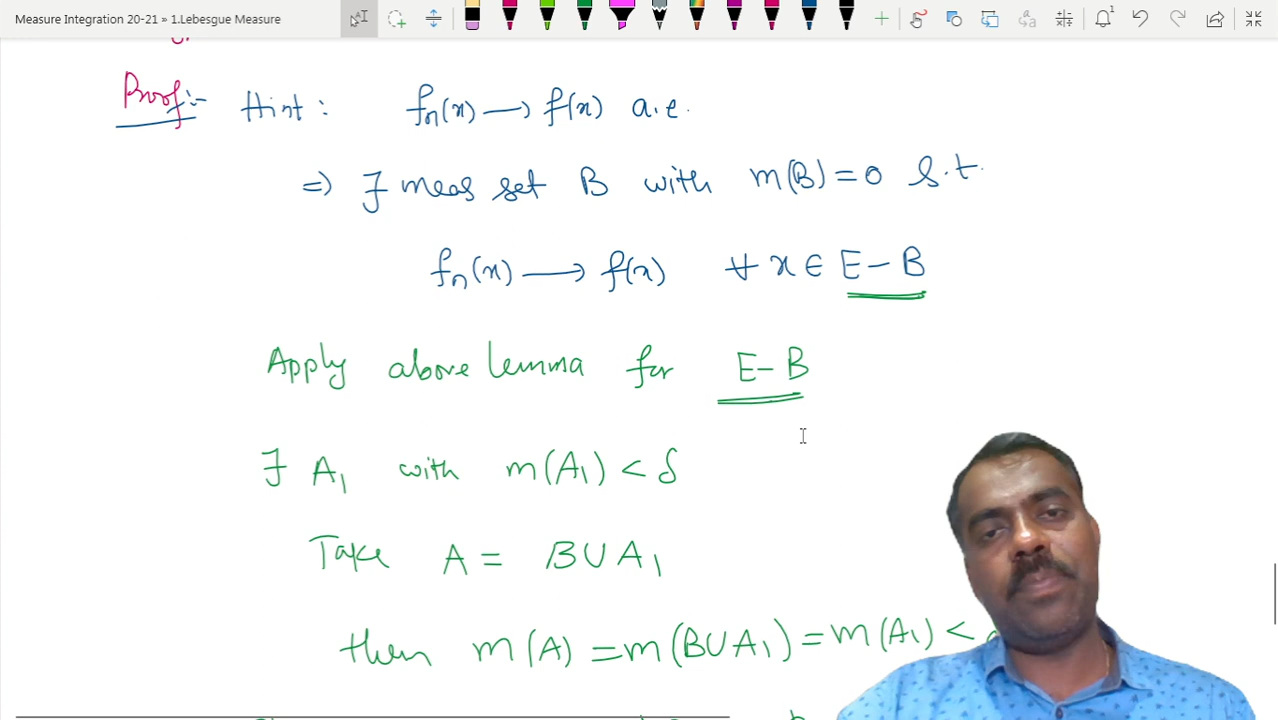 Measure Integration 20-21 » 1.Lebesgue Measure
Proof:- Hint: fn(x) → f(x) a.e.
⇒ ∃ meas set B with m(B)=0 s.t.
fn(x) → f(x) ∀ x ∈ E-B
Apply above lemma for E-B
∃ A₁ with m(A₁) < δ
Take A = B∪A₁
then m(A) = m(B∪A₁) = m(A₁) <